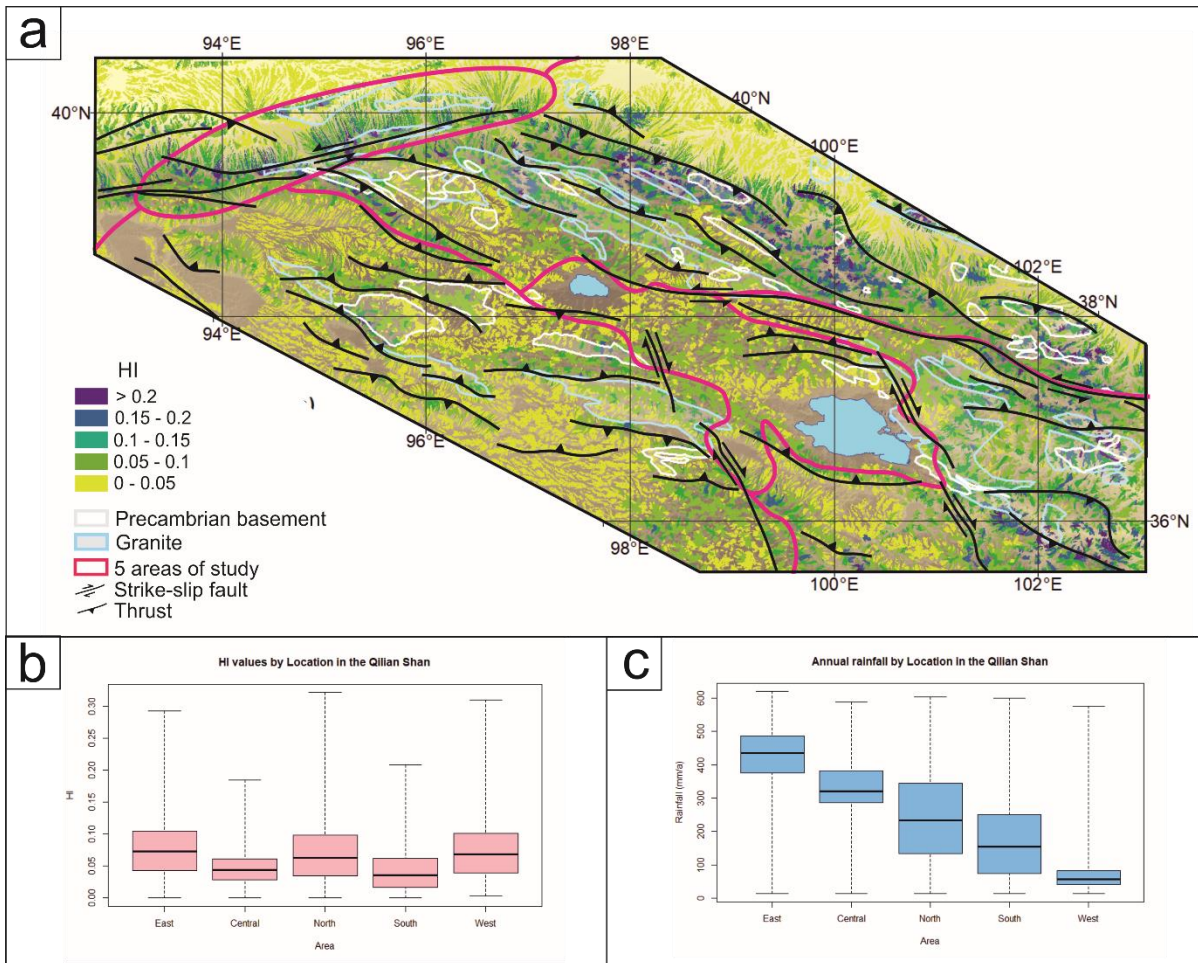 a
94°E
96°E
98°E
40°N
40°N
100°E
102°E
38°N
94°E
96°E
98°E
100°E
102°E
36°N
HI
> 0.2
0.15 - 0.2
0.1 - 0.15
0.05 - 0.1
0 - 0.05
Precambrian basement
Granite
5 areas of study
Strike-slip fault
Thrust
b
HI values by Location in the Qilian Shan
HI
0.30
0.25
0.20
0.15
0.10
0.05
0.00
East Central North South West
Area
c
Annual rainfall by Location in the Qilian Shan
Rainfall (mm/a)
600
500
400
300
200
100
0
East Central North South West
Area